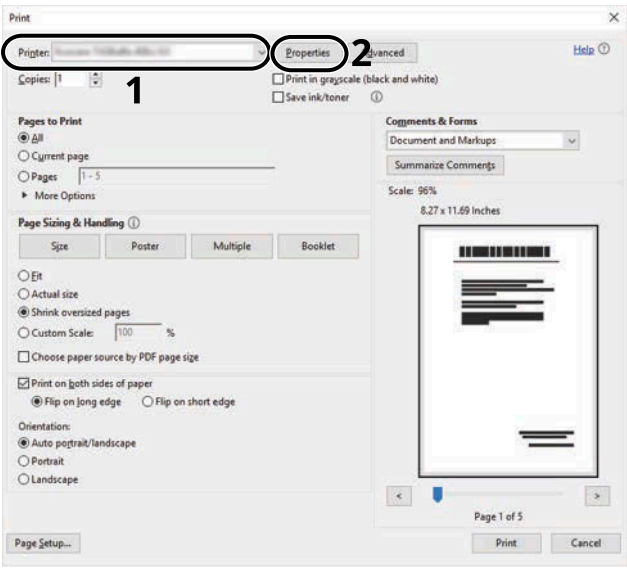 Print
Printer:
Properties
2
Advanced
Help
Copies: 1
1
Print in grayscale (black and white)
Save ink/toner
Pages to Print
All
Current page
Pages 1 - 5
More Options
Page Sizing & Handling
Size Poster Multiple Booklet
Fit
Actual size
Shrink oversized pages
Custom Scale: 100 %
Choose paper source by PDF page size
Print on both sides of paper
Flip on long edge Flip on short edge
Orientation:
Auto portrait/landscape
Portrait
Landscape
Comments & Forms
Document and Markups
Summarize Comments
Scale: 96%
8.27 x 11.69 Inches
< >
Page 1 of 5
Page Setup...
Print Cancel